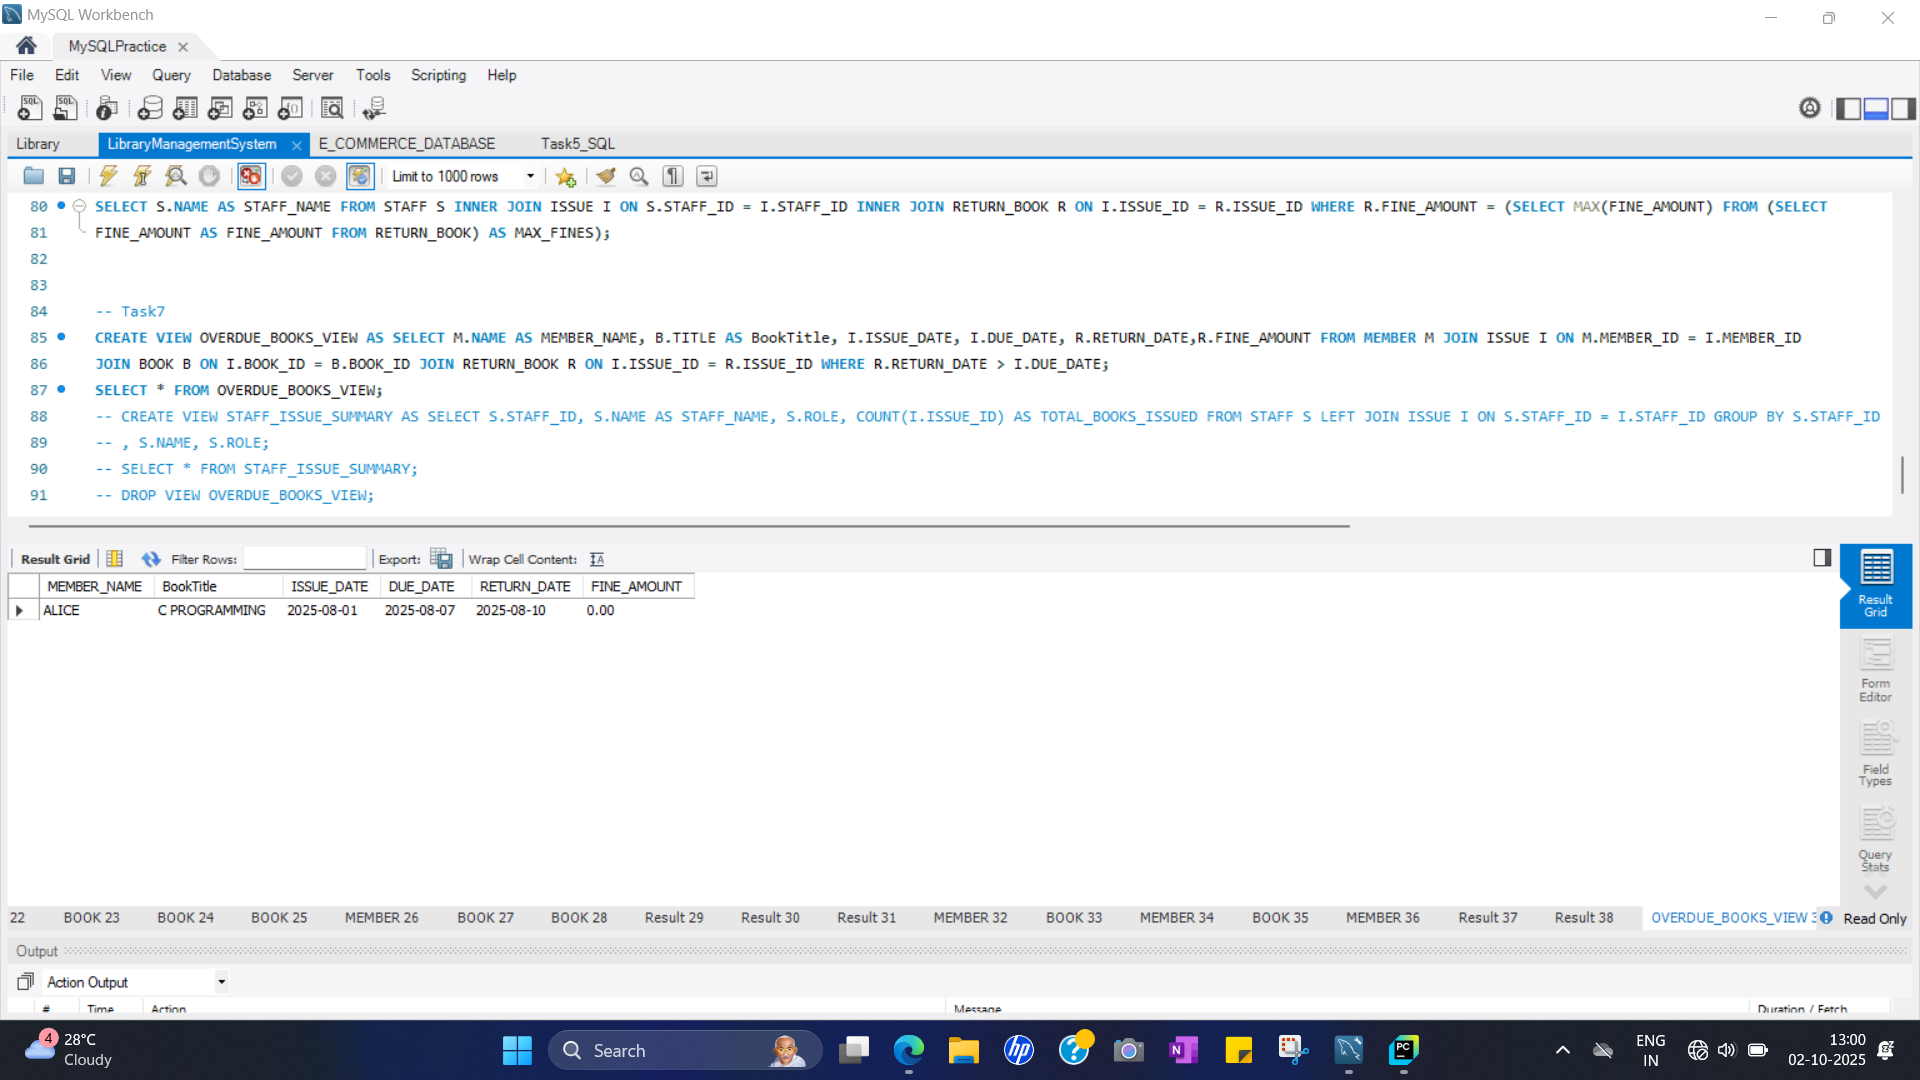 MySQL Workbench
MySQLPractice
File Edit View Query Database Server Tools Scripting Help
Library LibraryManagementSystem E_COMMERCE_DATABASE Task5_SQL
Limit to 1000 rows
80 SELECT S.NAME AS STAFF_NAME FROM STAFF S INNER JOIN ISSUE I ON S.STAFF_ID = I.STAFF_ID INNER JOIN RETURN_BOOK R ON I.ISSUE_ID = R.ISSUE_ID WHERE R.FINE_AMOUNT = (SELECT MAX(FINE_AMOUNT) FROM (SELECT
81 FINE_AMOUNT AS FINE_AMOUNT FROM RETURN_BOOK) AS MAX_FINES);
82
83
84 -- Task7
85 CREATE VIEW OVERDUE_BOOKS_VIEW AS SELECT M.NAME AS MEMBER_NAME, B.TITLE AS BookTitle, I.ISSUE_DATE, I.DUE_DATE, R.RETURN_DATE,R.FINE_AMOUNT FROM MEMBER M JOIN ISSUE I ON M.MEMBER_ID = I.MEMBER_ID
86 JOIN BOOK B ON I.BOOK_ID = B.BOOK_ID JOIN RETURN_BOOK R ON I.ISSUE_ID = R.ISSUE_ID WHERE R.RETURN_DATE > I.DUE_DATE;
87 SELECT * FROM OVERDUE_BOOKS_VIEW;
88 -- CREATE VIEW STAFF_ISSUE_SUMMARY AS SELECT S.STAFF_ID, S.NAME AS STAFF_NAME, S.ROLE, COUNT(I.ISSUE_ID) AS TOTAL_BOOKS_ISSUED FROM STAFF S LEFT JOIN ISSUE I ON S.STAFF_ID = I.STAFF_ID GROUP BY S.STAFF_ID
89 -- , S.NAME, S.ROLE;
90 -- SELECT * FROM STAFF_ISSUE_SUMMARY;
91 -- DROP VIEW OVERDUE_BOOKS_VIEW;
Result Grid Filter Rows: Export: Wrap Cell Content:
MEMBER_NAME BookTitle ISSUE_DATE DUE_DATE RETURN_DATE FINE_AMOUNT
ALICE C PROGRAMMING 2025-08-01 2025-08-07 2025-08-10 0.00
Result
Grid
Form
Editor
Field
Types
Query
Stats
22 BOOK 23 BOOK 24 BOOK 25 MEMBER 26 BOOK 27 BOOK 28 Result 29 Result 30 Result 31 MEMBER 32 BOOK 33 MEMBER 34 BOOK 35 MEMBER 36 Result 37 Result 38 OVERDUE_BOOKS_VIEW 3 Read Only
Output
Action Output
# Time Action Message Duration / Fetch
4 28°C
Cloudy
Search
ENG
IN
13:00
02-10-2025